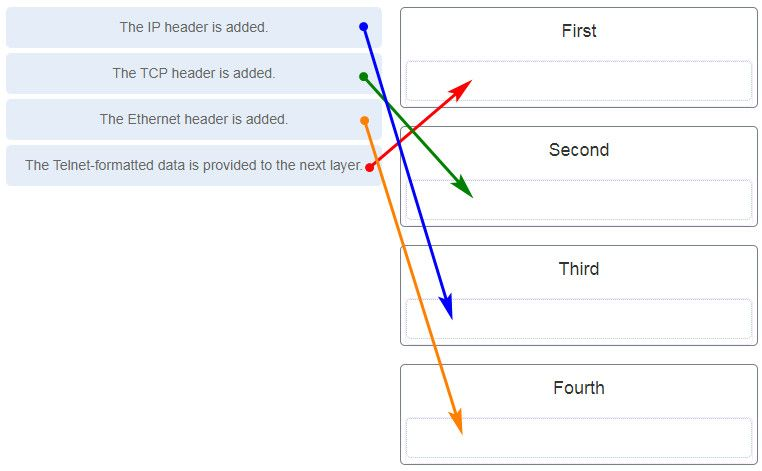 The IP header is added.
The TCP header is added.
The Ethernet header is added.
The Telnet-formatted data is provided to the next layer.
First
Second
Third
Fourth